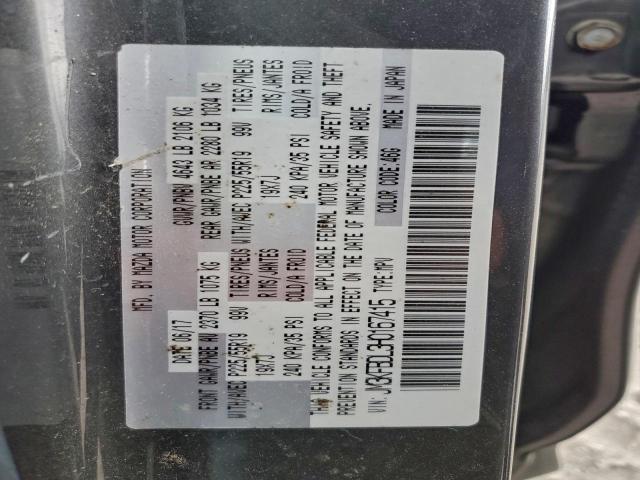 MFD. BY MAZDA MOTOR CORPORATION
DATE 06/17 GVWR/PNBV 4643 LB 2106 KG
FRONT GAWR/PNBE AV 2370 LB 1075 KG REAR GAWR/PNBE AR 2280 LB 1034 KG
WITH/AVEC P225/55R19 99V TIRES/PNEUS WITH/AVEC P225/55R19 99V TIRES/PNEUS
19X7J RIMS/JANTES 19X7J RIMS/JANTES
240 KPA/35 PSI COLD/A FROID 240 KPA/35 PSI COLD/A FROID
THIS VEHICLE CONFORMS TO ALL APPLICABLE FEDERAL MOTOR VEHICLE SAFETY AND THEFT
PREVENTION STANDARDS IN EFFECT ON THE DATE OF MANUFACTURE SHOWN ABOVE.
VIN: JM3KFBDL3H0167415 TYPE:MPV COLOR CODE:46G MADE IN JAPAN